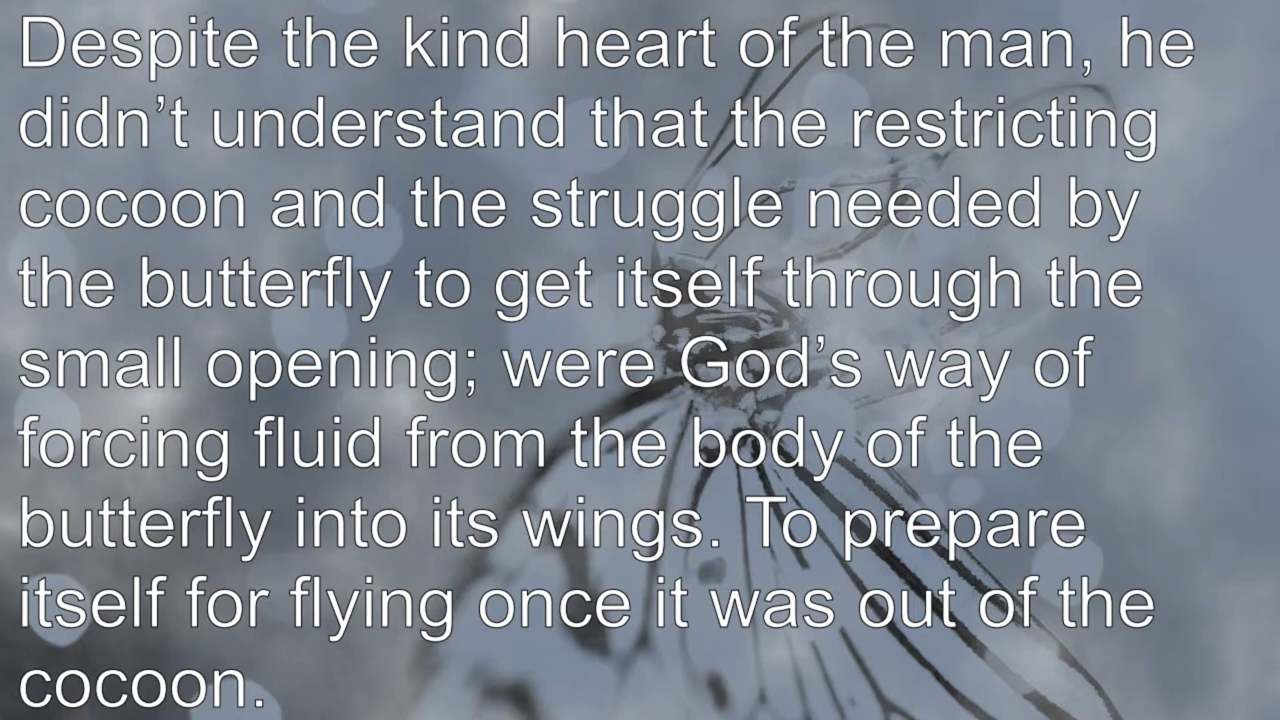 Despite the kind heart of the man, he
didn’t understand that the restricting
cocoon and the struggle needed by
the butterfly to get itself through the
small opening; were God’s way of
forcing fluid from the body of the
butterfly into its wings. To prepare
itself for flying once it was out of the
cocoon.